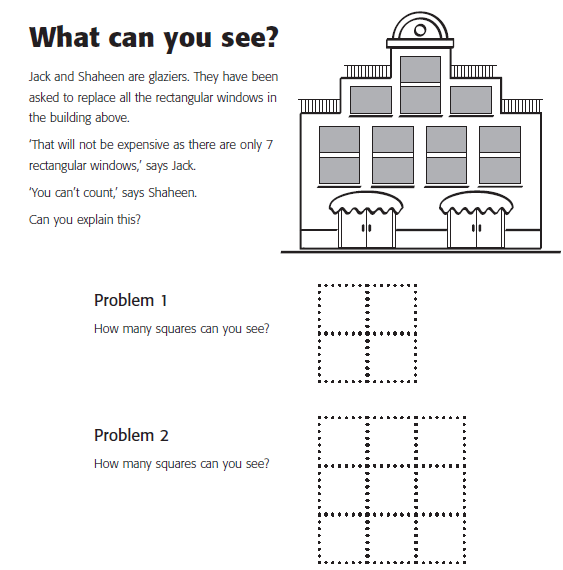 What can you see?
Jack and Shaheen are glaziers. They have been
asked to replace all the rectangular windows in
the building above.
‘That will not be expensive as there are only 7
rectangular windows,’ says Jack.
‘You can’t count,’ says Shaheen.
Can you explain this?
Problem 1
How many squares can you see?
Problem 2
How many squares can you see?